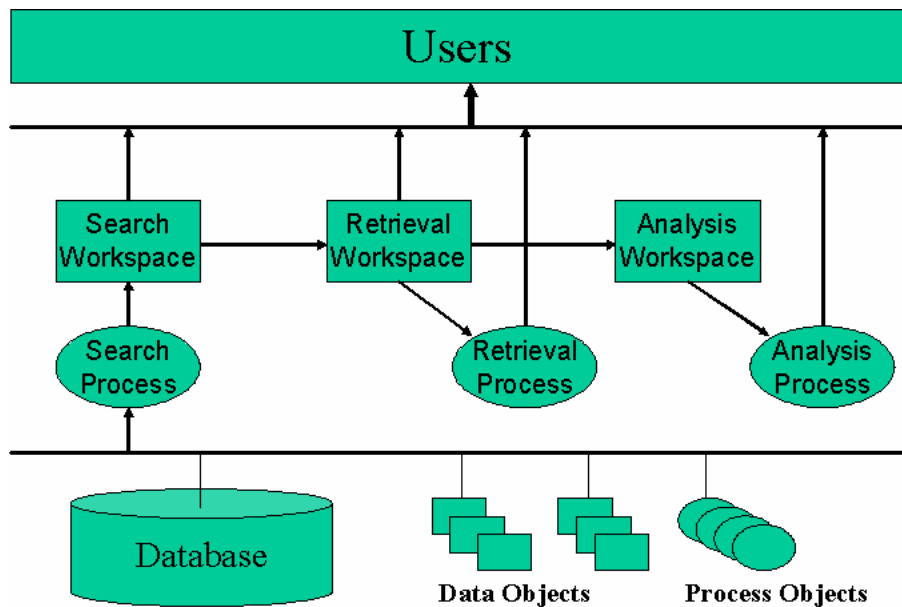 Users
Search
Workspace
Retrieval
Workspace
Analysis
Workspace
Search
Process
Retrieval
Process
Analysis
Process
Database
Data Objects
Process Objects